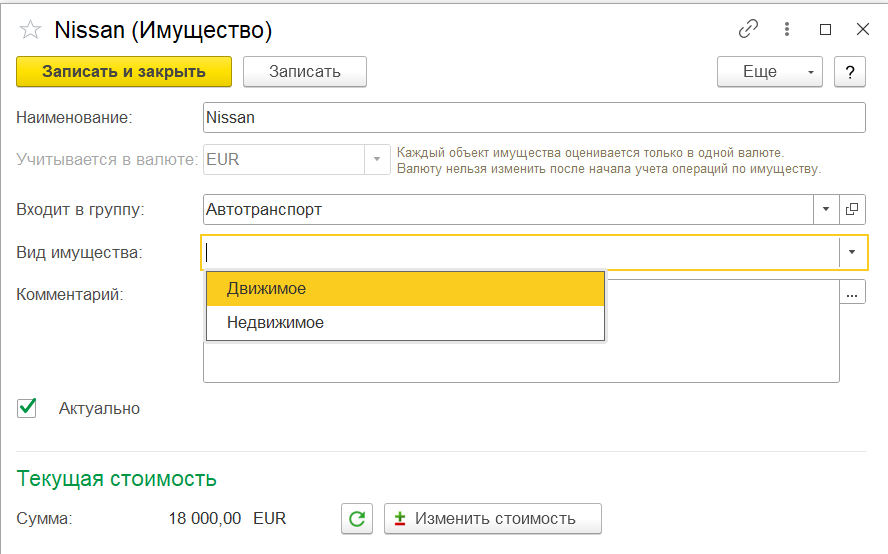 Nissan (Имущество)
Записать и закрыть
Записать
Еще
?
Наименование:
Nissan
Учитывается в валюте:
EUR
Каждый объект имущества оценивается только в одной валюте.
Валюту нельзя изменить после начала учета операций по имуществу.
Входит в группу:
Автотранспорт
Вид имущества:
Движимое
Недвижимое
Комментарий:
...
Актуально
Текущая стоимость
Сумма:
18 000,00 EUR
Изменить стоимость